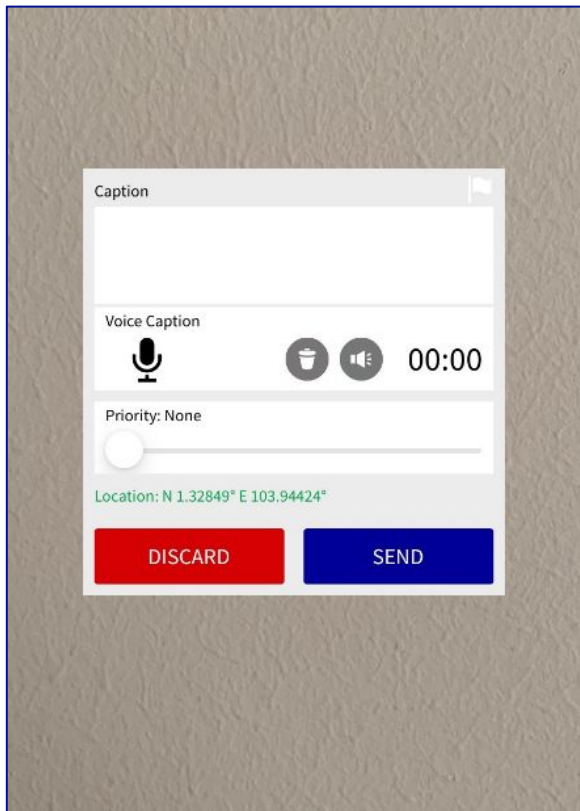 Caption
Voice Caption
00:00
Priority: None
Location: N 1.32849° E 103.94424°
DISCARD
SEND